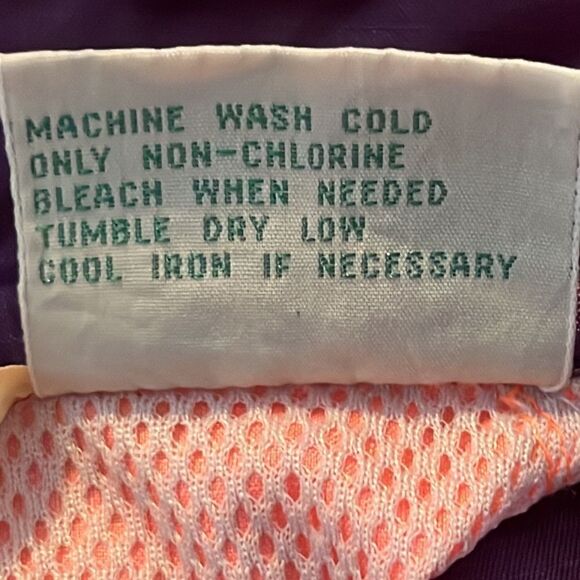 MACHINE WASH COLD
ONLY NON-CHLORINE
BLEACH WHEN NEEDED
TUMBLE DRY LOW
COOL IRON IF NECESSARY